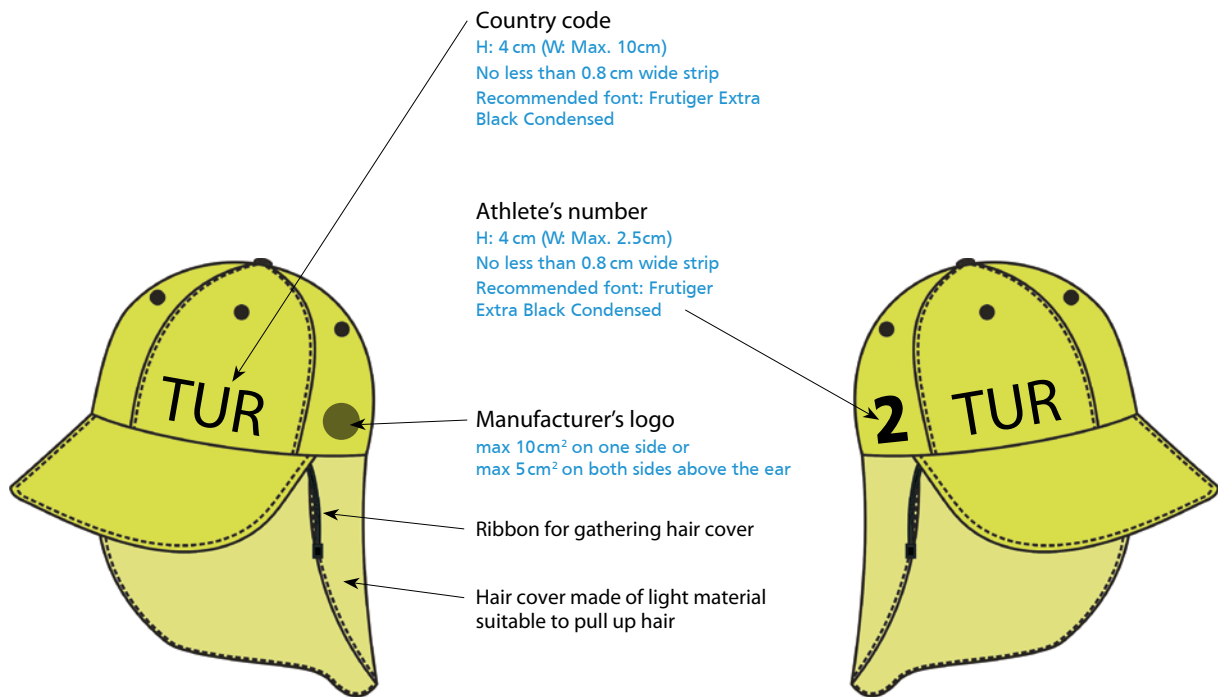 Country code
H: 4 cm (W: Max. 10cm)
No less than 0.8 cm wide strip
Recommended font: Frutiger Extra
Black Condensed
Athlete’s number
H: 4 cm (W: Max. 2.5cm)
No less than 0.8 cm wide strip
Recommended font: Frutiger
Extra Black Condensed
TUR
2
TUR
Manufacturer’s logo
max 10cm² on one side or
max 5cm² on both sides above the ear
Ribbon for gathering hair cover
Hair cover made of light material
suitable to pull up hair